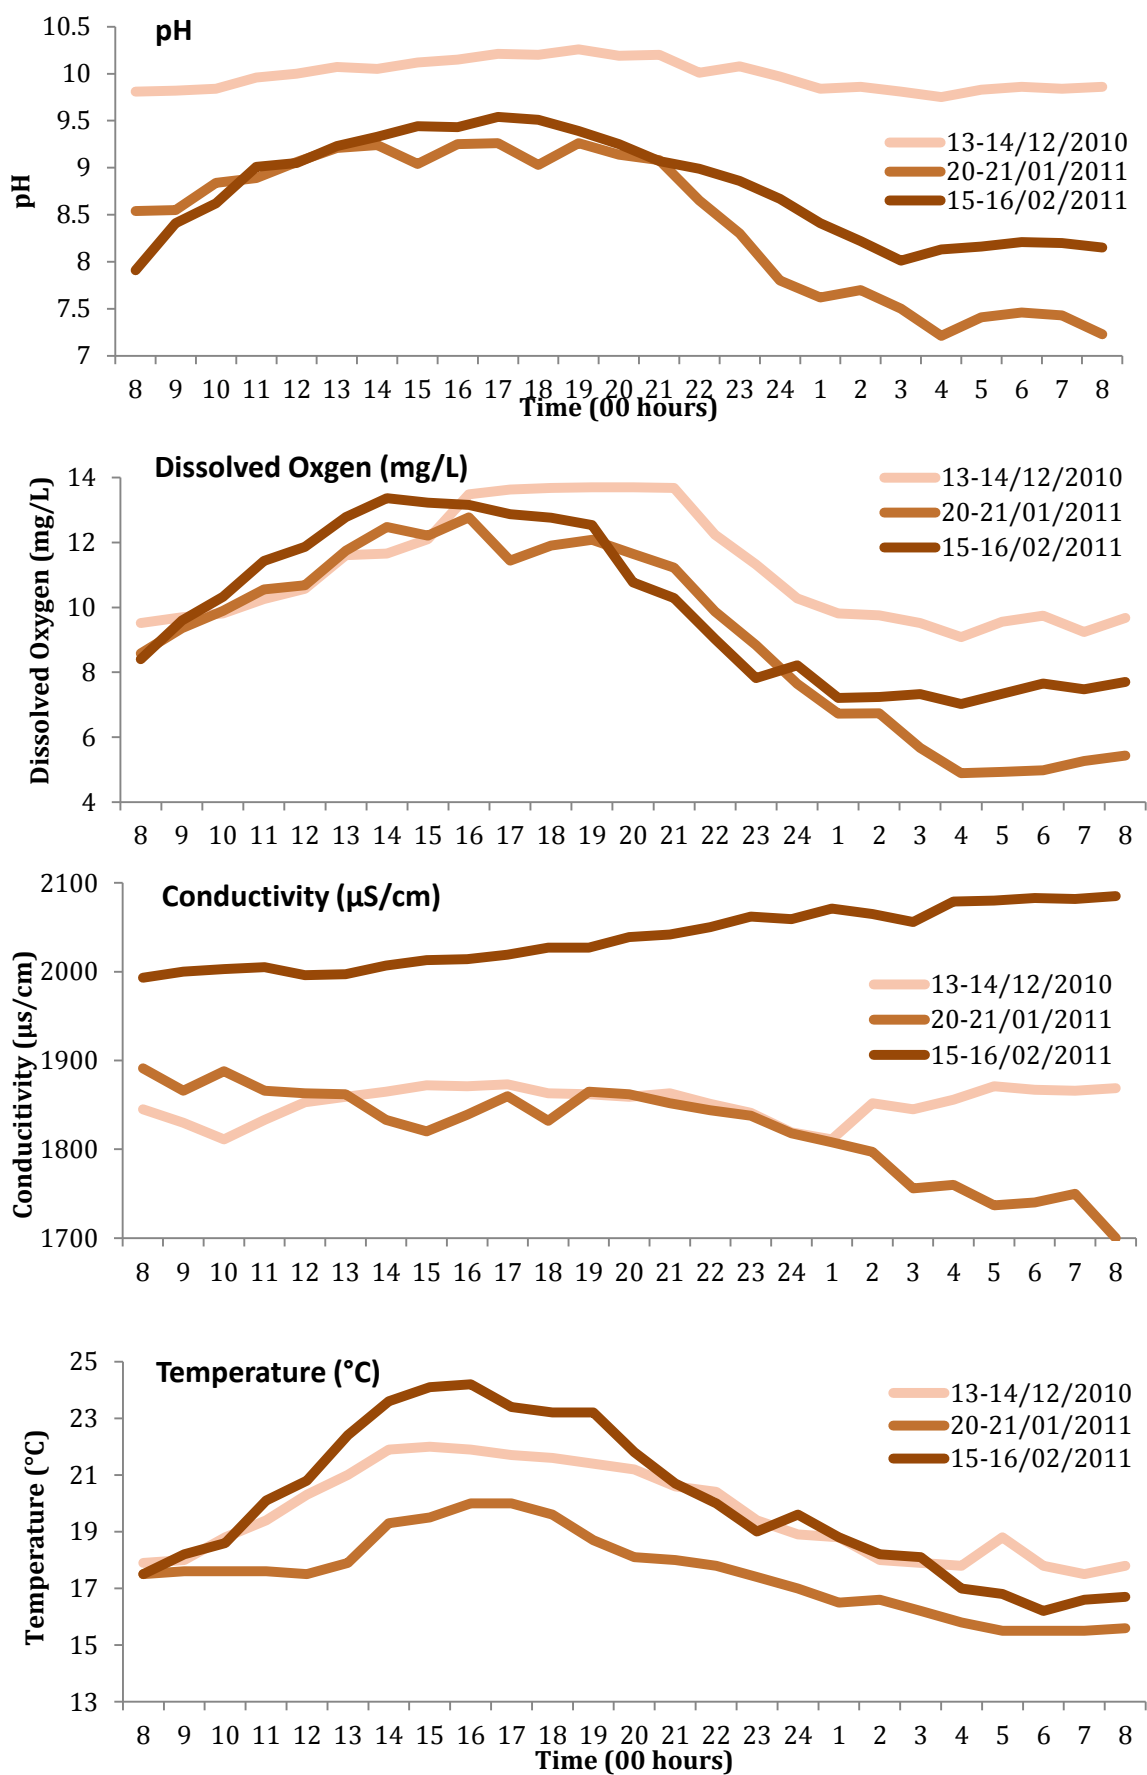 pH
10.5
10
9.5
9
8.5
8
7.5
7
pH
13-14/12/2010
20-21/01/2011
15-16/02/2011
8 9 10 11 12 13 14 15 16 17 18 19 20 21 22 23 24 1 2 3 4 5 6 7 8
Time (00 hours)
Dissolved Oxgen (mg/L)
14
12
10
8
6
4
Dissolved Oxygen (mg/L)
13-14/12/2010
20-21/01/2011
15-16/02/2011
8 9 10 11 12 13 14 15 16 17 18 19 20 21 22 23 24 1 2 3 4 5 6 7 8
Conductivity (µS/cm)
2100
2000
1900
1800
1700
Conducitivity (µs/cm)
13-14/12/2010
20-21/01/2011
15-16/02/2011
8 9 10 11 12 13 14 15 16 17 18 19 20 21 22 23 24 1 2 3 4 5 6 7 8
Temperature (°C)
25
23
21
19
17
15
13
Temperature (°C)
13-14/12/2010
20-21/01/2011
15-16/02/2011
8 9 10 11 12 13 14 15 16 17 18 19 20 21 22 23 24 1 2 3 4 5 6 7 8
Time (00 hours)